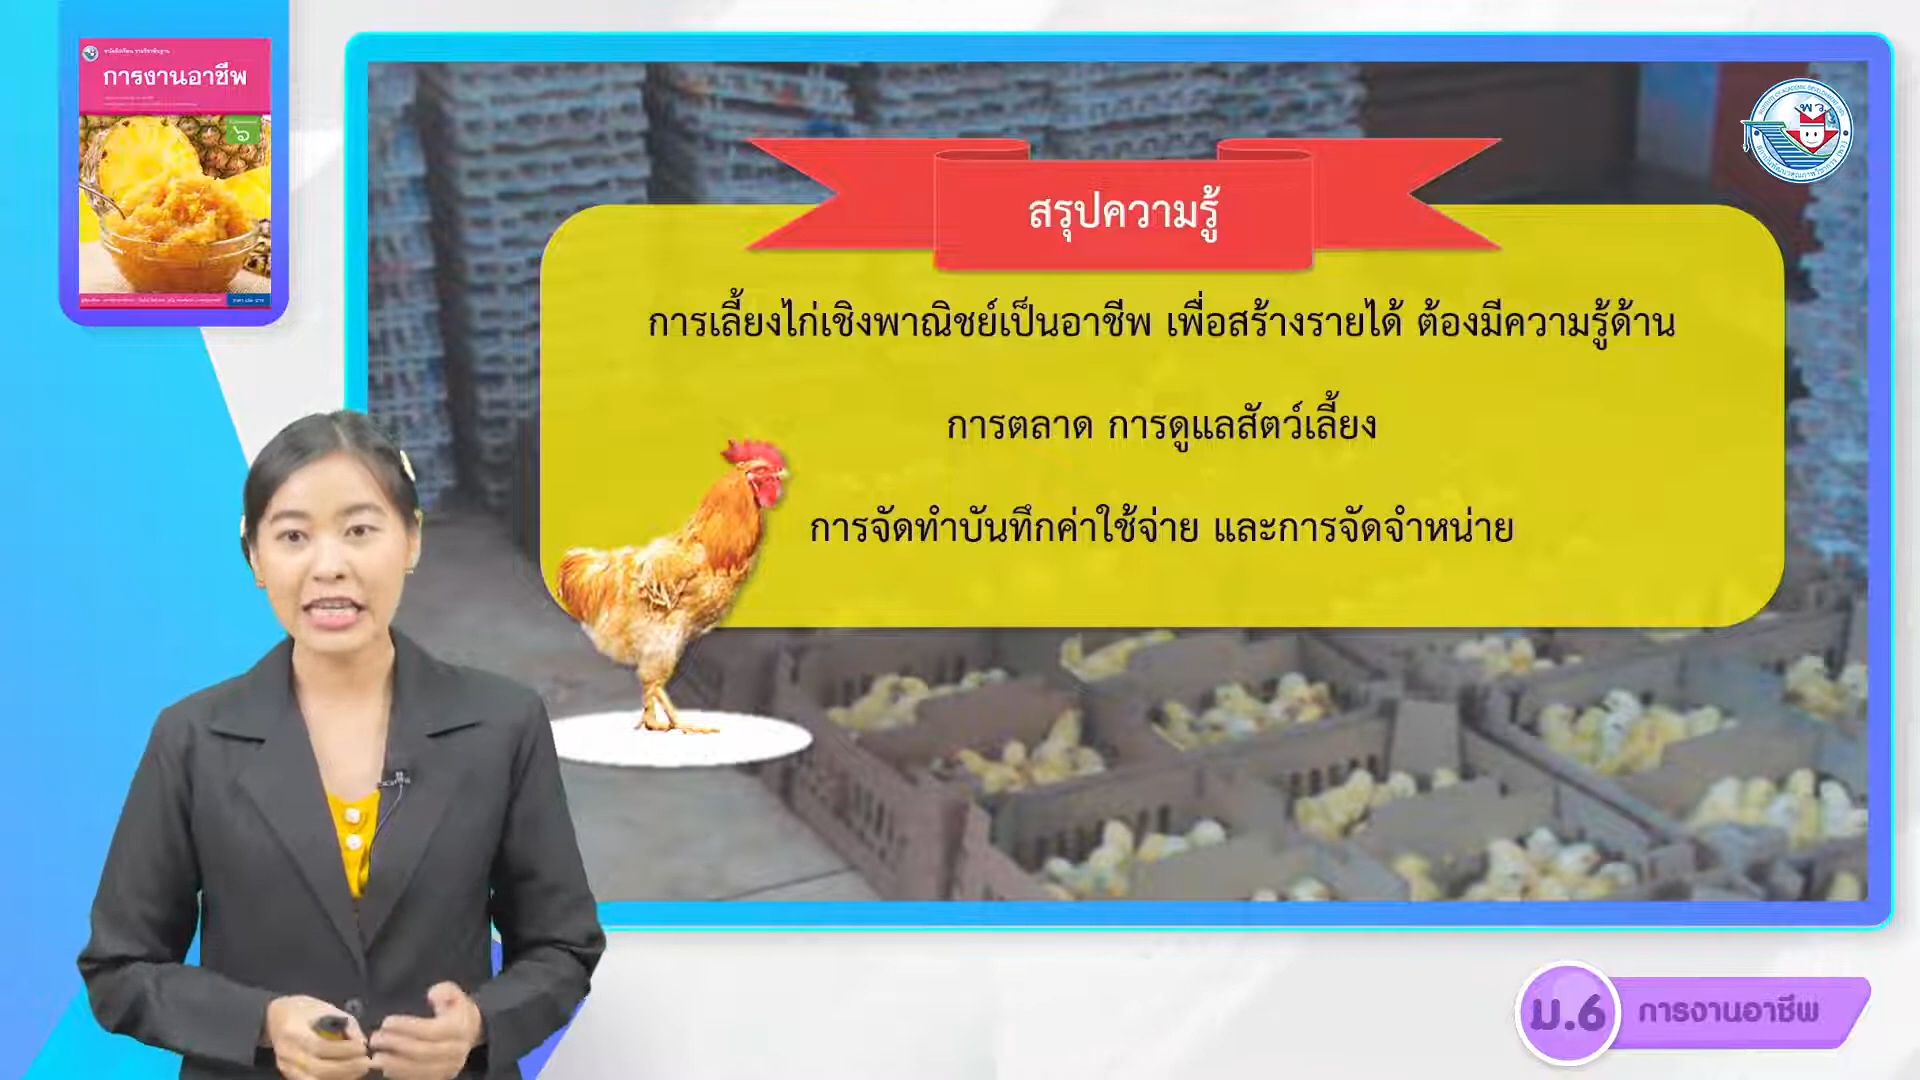 การงานอาชีพ
๖
สรุปความรู้
การเลี้ยงไก่เชิงพาณิชย์เป็นอาชีพ เพื่อสร้างรายได้ ต้องมีความรู้ด้าน
การตลาด การดูแลสัตว์เลี้ยง
การจัดทำบันทึกค่าใช้จ่าย และการจัดจำหน่าย
พว.
ม.6 การงานอาชีพ